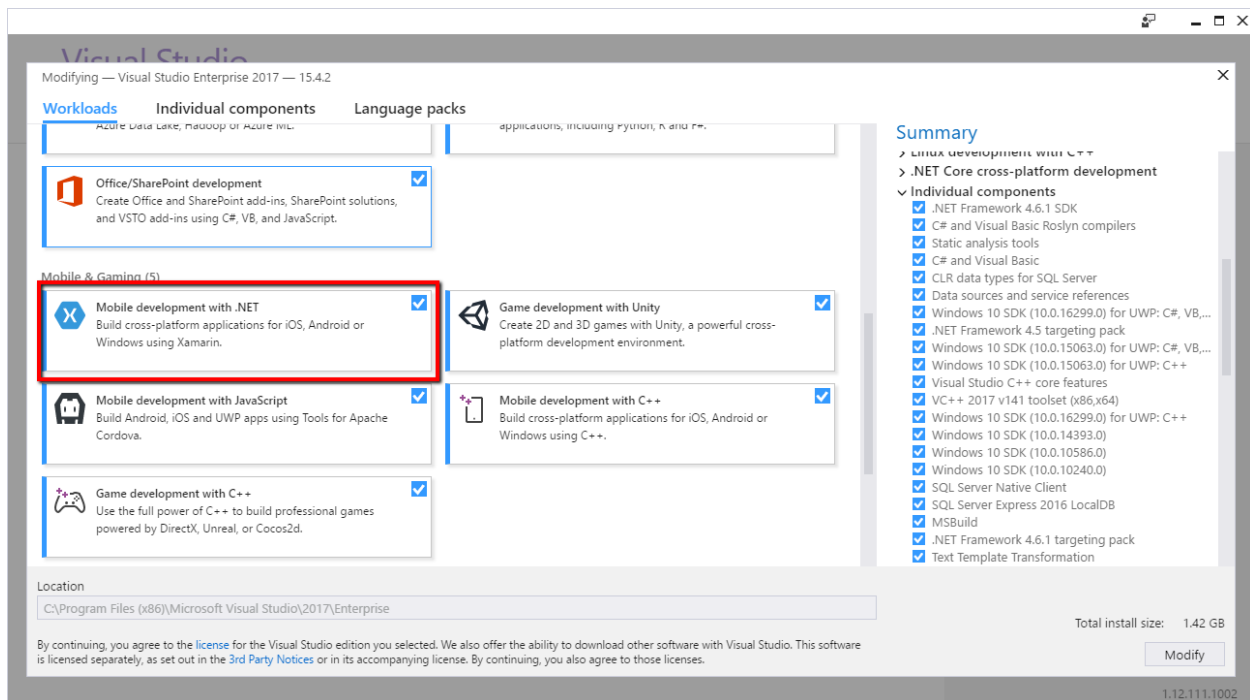 Visual Studio
Modifying — Visual Studio Enterprise 2017 — 15.4.2
Workloads Individual components Language packs
Azure Data Lake, Hadoop or Azure ML.
applications, including Python, R and F#.
Office/SharePoint development
Create Office and SharePoint add-ins, SharePoint solutions,
and VSTO add-ins using C#, VB, and JavaScript.
Mobile & Gaming (5)
Mobile development with .NET
Build cross-platform applications for iOS, Android or
Windows using Xamarin.
Game development with Unity
Create 2D and 3D games with Unity, a powerful cross-
platform development environment.
Mobile development with JavaScript
Build Android, iOS and UWP apps using Tools for Apache
Cordova.
Mobile development with C++
Build cross-platform applications for iOS, Android or
Windows using C++.
Game development with C++
Use the full power of C++ to build professional games
powered by DirectX, Unreal, or Cocos2d.
Summary
Linux development with C++
.NET Core cross-platform development
Individual components
.NET Framework 4.6.1 SDK
C# and Visual Basic Roslyn compilers
Static analysis tools
C# and Visual Basic
CLR data types for SQL Server
Data sources and service references
Windows 10 SDK (10.0.16299.0) for UWP: C#, VB,...
.NET Framework 4.5 targeting pack
Windows 10 SDK (10.0.15063.0) for UWP: C#, VB,...
Windows 10 SDK (10.0.15063.0) for UWP: C++
Visual Studio C++ core features
VC++ 2017 v141 toolset (x86,x64)
Windows 10 SDK (10.0.16299.0) for UWP: C++
Windows 10 SDK (10.0.14393.0)
Windows 10 SDK (10.0.10586.0)
Windows 10 SDK (10.0.10240.0)
SQL Server Native Client
SQL Server Express 2016 LocalDB
MSBuild
.NET Framework 4.6.1 targeting pack
Text Template Transformation
Location
C:\Program Files (x86)\Microsoft Visual Studio\2017\Enterprise
By continuing, you agree to the license for the Visual Studio edition you selected. We also offer the ability to download other software with Visual Studio. This software
is licensed separately, as set out in the 3rd Party Notices or in its accompanying license. By continuing, you also agree to those licenses.
Total install size: 1.42 GB
Modify
1.12.111.1002